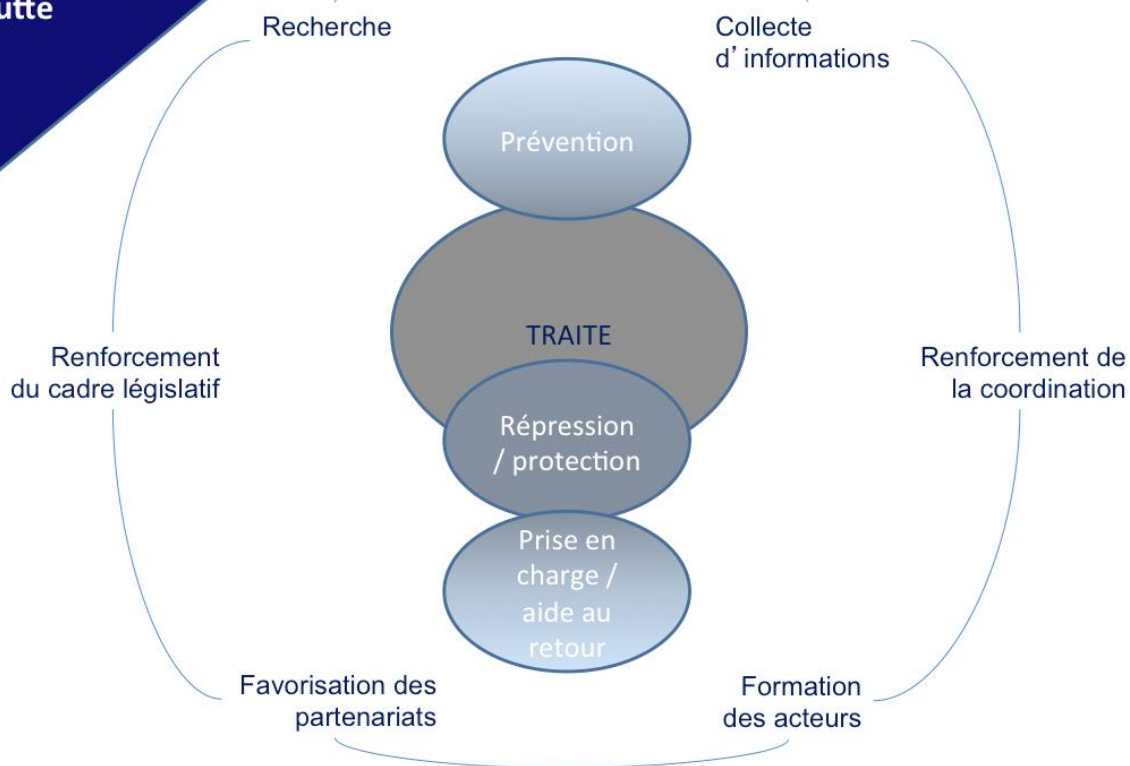 Recherche
Collecte
d’ informations
Prévention
TRAITE
Renforcement
du cadre législatif
Renforcement de
la coordination
Répression
/ protection
Prise en
charge /
aide au
retour
Favorisation des
partenariats
Formation
des acteurs